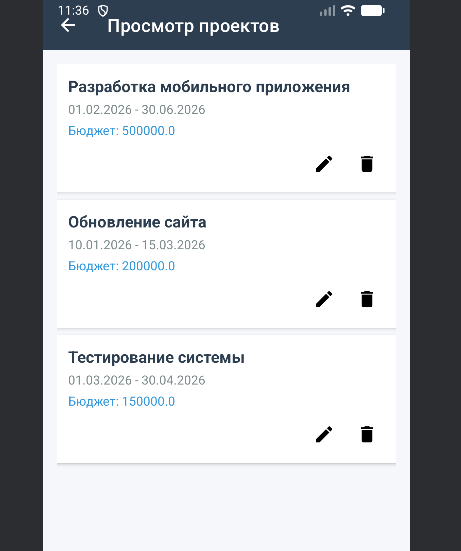 11:36
Просмотр проектов
Разработка мобильного приложения
01.02.2026 - 30.06.2026
Бюджет: 500000.0
Обновление сайта
10.01.2026 - 15.03.2026
Бюджет: 200000.0
Тестирование системы
01.03.2026 - 30.04.2026
Бюджет: 150000.0